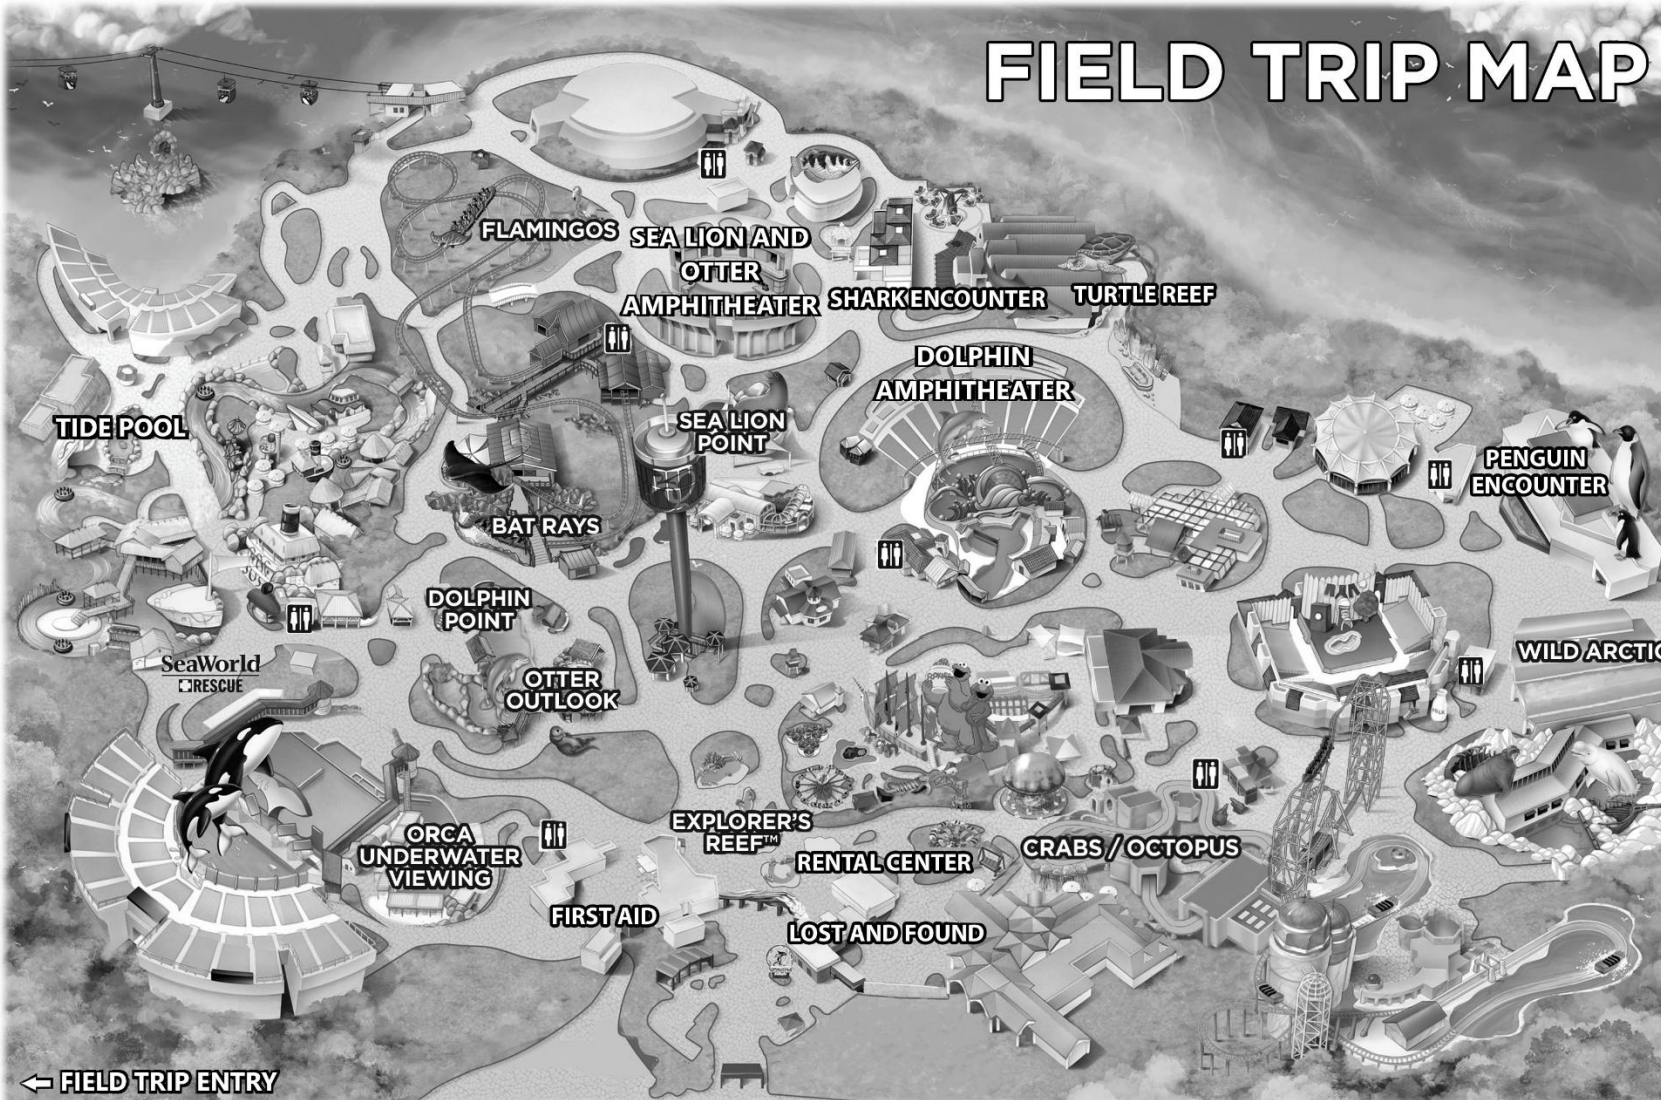 FIELD TRIP MAP
FLAMINGOS
SEA LION AND
OTTER
AMPHITHEATER
SHARK ENCOUNTER
TURTLE REEF
DOLPHIN
AMPHITHEATER
TIDE POOL
SEA LION
POINT
PENGUIN
ENCOUNTER
BAT RAYS
DOLPHIN
POINT
SeaWorld
RESCUE
OTTER
OUTLOOK
WILD ARCTIC
EXPLORER'S
REEF™
ORCA
UNDERWATER
VIEWING
RENTAL CENTER
CRABS / OCTOPUS
FIRST AID
LOST AND FOUND
← FIELD TRIP ENTRY